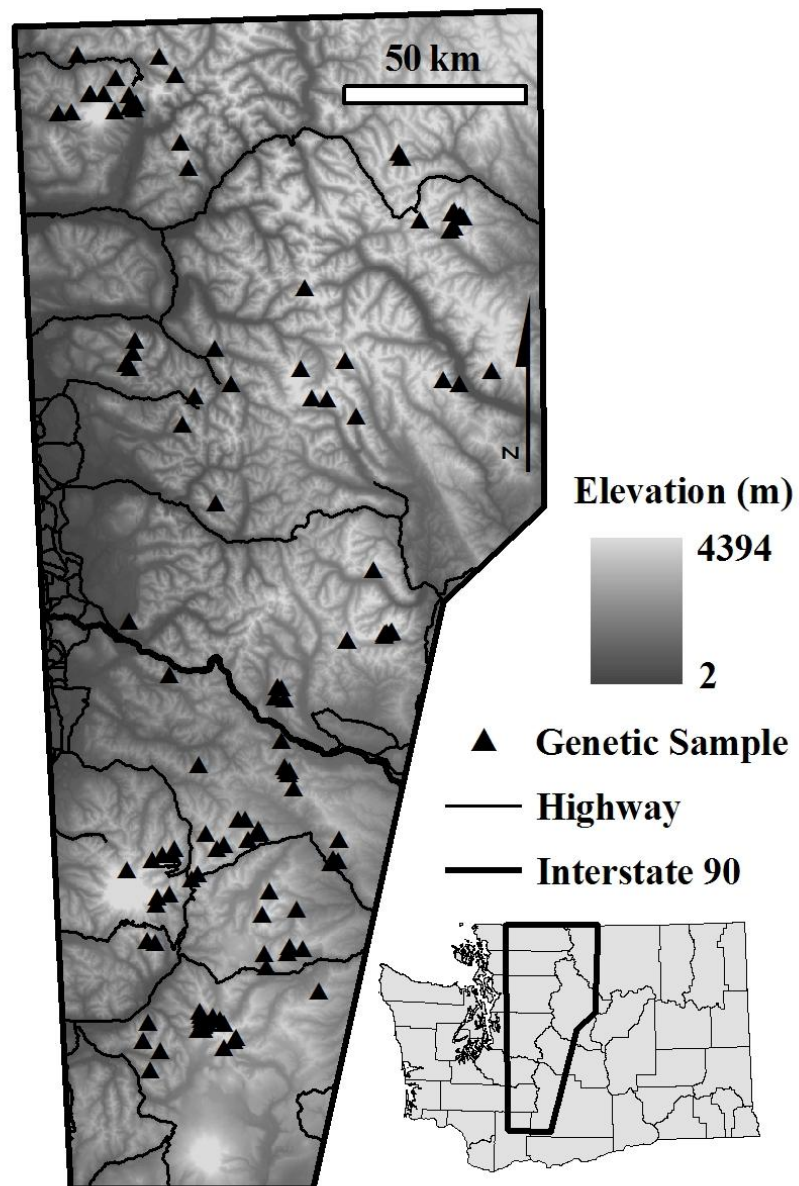 50 km
N
Elevation (m)
4394
2
Genetic Sample
Highway
Interstate 90